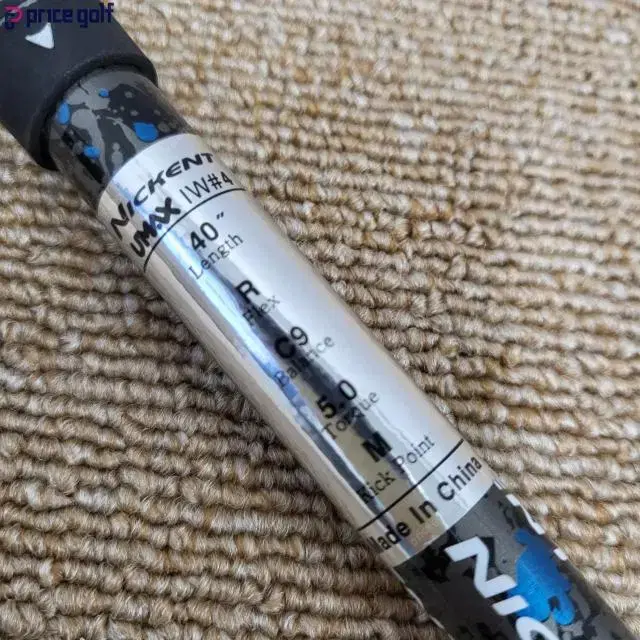 price golf
NICKENT
UMAX IW#4
40"
Length
R
Flex
C9
Balance
5.0
Torque
M
Rick Point
Made In China
NIC